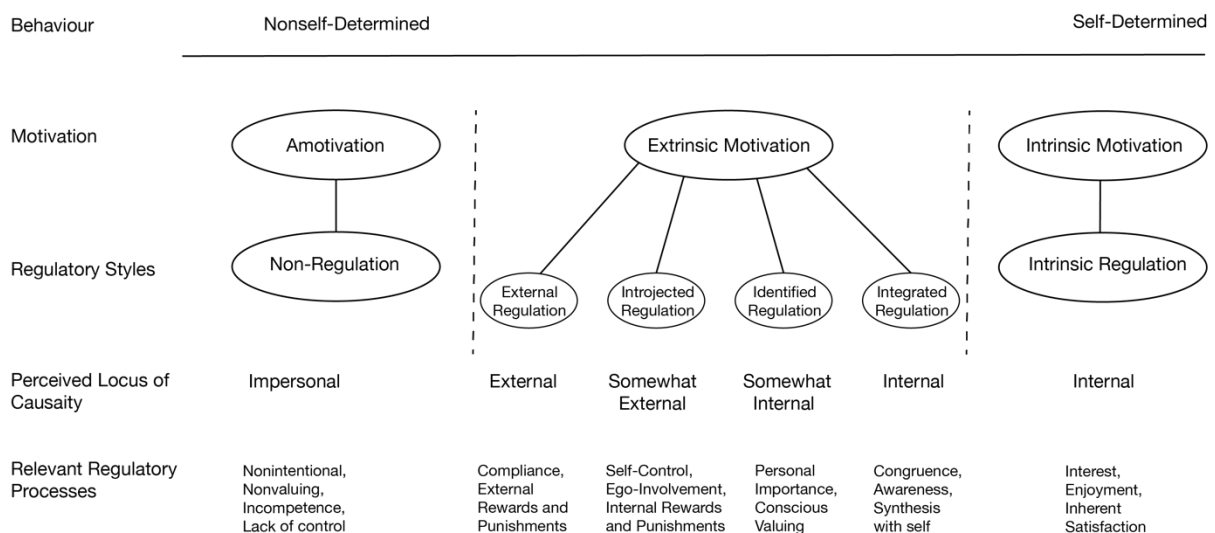 Behaviour
Nonself-Determined
Self-Determined
Motivation
Amotivation
Extrinsic Motivation
Intrinsic Motivation
Regulatory Styles
Non-Regulation
External
Regulation
Introjected
Regulation
Identified
Regulation
Integrated
Regulation
Intrinsic Regulation
Perceived Locus of
Causaity
Impersonal
External
Somewhat
External
Somewhat
Internal
Internal
Internal
Relevant Regulatory
Processes
Nonintentional,
Nonvaluing,
Incompetence,
Lack of control
Compliance,
External
Rewards and
Punishments
Self-Control,
Ego-Involvement,
Internal Rewards
and Punishments
Personal
Importance,
Conscious
Valuing
Congruence,
Awareness,
Synthesis
with self
Interest,
Enjoyment,
Inherent
Satisfaction